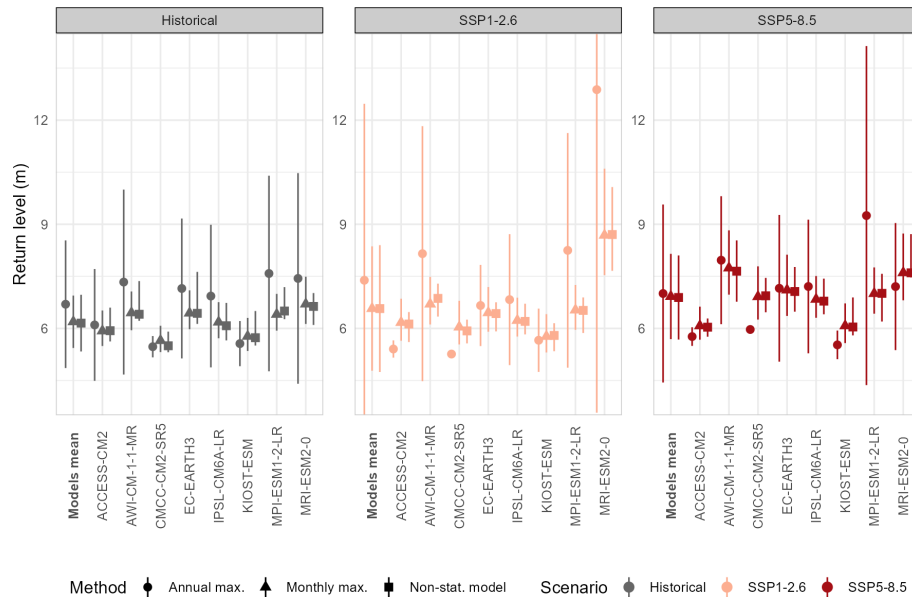 Historical
SSP1-2.6
SSP5-8.5
Return level (m)
12
9
6
12
9
6
12
9
6
Models mean
ACCESS-CM2
AWI-CM-1-1-MR
CMCC-CM2-SR5
EC-EARTH3
IPSL-CM6A-LR
KIOST-ESM
MPI-ESM1-2-LR
MRI-ESM2-0
Models mean
ACCESS-CM2
AWI-CM-1-1-MR
CMCC-CM2-SR5
EC-EARTH3
IPSL-CM6A-LR
KIOST-ESM
MPI-ESM1-2-LR
MRI-ESM2-0
Models mean
ACCESS-CM2
AWI-CM-1-1-MR
CMCC-CM2-SR5
EC-EARTH3
IPSL-CM6A-LR
KIOST-ESM
MPI-ESM1-2-LR
MRI-ESM2-0
Method Annual max. Monthly max. Non-stat. model Scenario Historical SSP1-2.6 SSP5-8.5